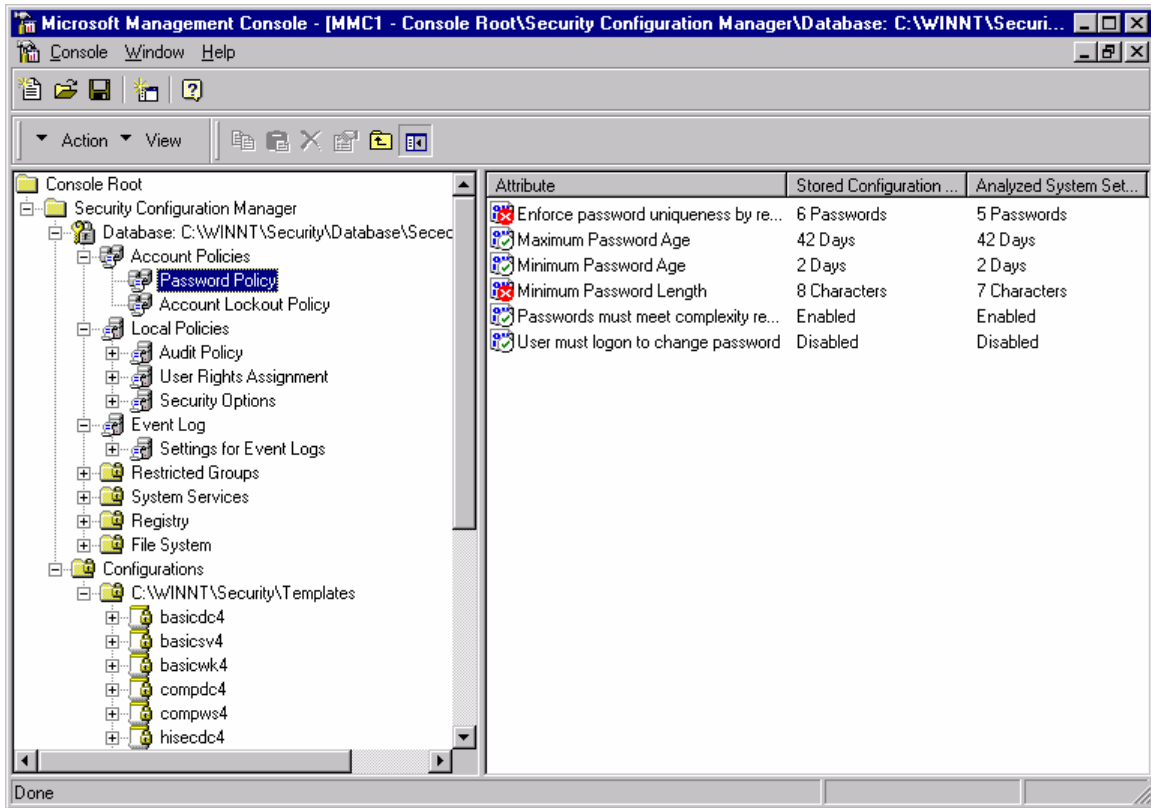 Microsoft Management Console - [MMC1 - Console Root\Security Configuration Manager\Database: C:\WINNT\Securi...
Console Window Help
Action View
Console Root
Security Configuration Manager
Database: C:\WINNT\Security\Database\Secec
Account Policies
Password Policy
Account Lockout Policy
Local Policies
Audit Policy
User Rights Assignment
Security Options
Event Log
Settings for Event Logs
Restricted Groups
System Services
Registry
File System
Configurations
C:\WINNT\Security\Templates
basicdc4
basicsv4
basicwk4
compdc4
compws4
hisecdc4
Attribute Stored Configuration ... Analyzed System Set...
Enforce password uniqueness by re... 6 Passwords 5 Passwords
Maximum Password Age 42 Days 42 Days
Minimum Password Age 2 Days 2 Days
Minimum Password Length 8 Characters 7 Characters
Passwords must meet complexity re... Enabled Enabled
User must logon to change password Disabled Disabled
Done